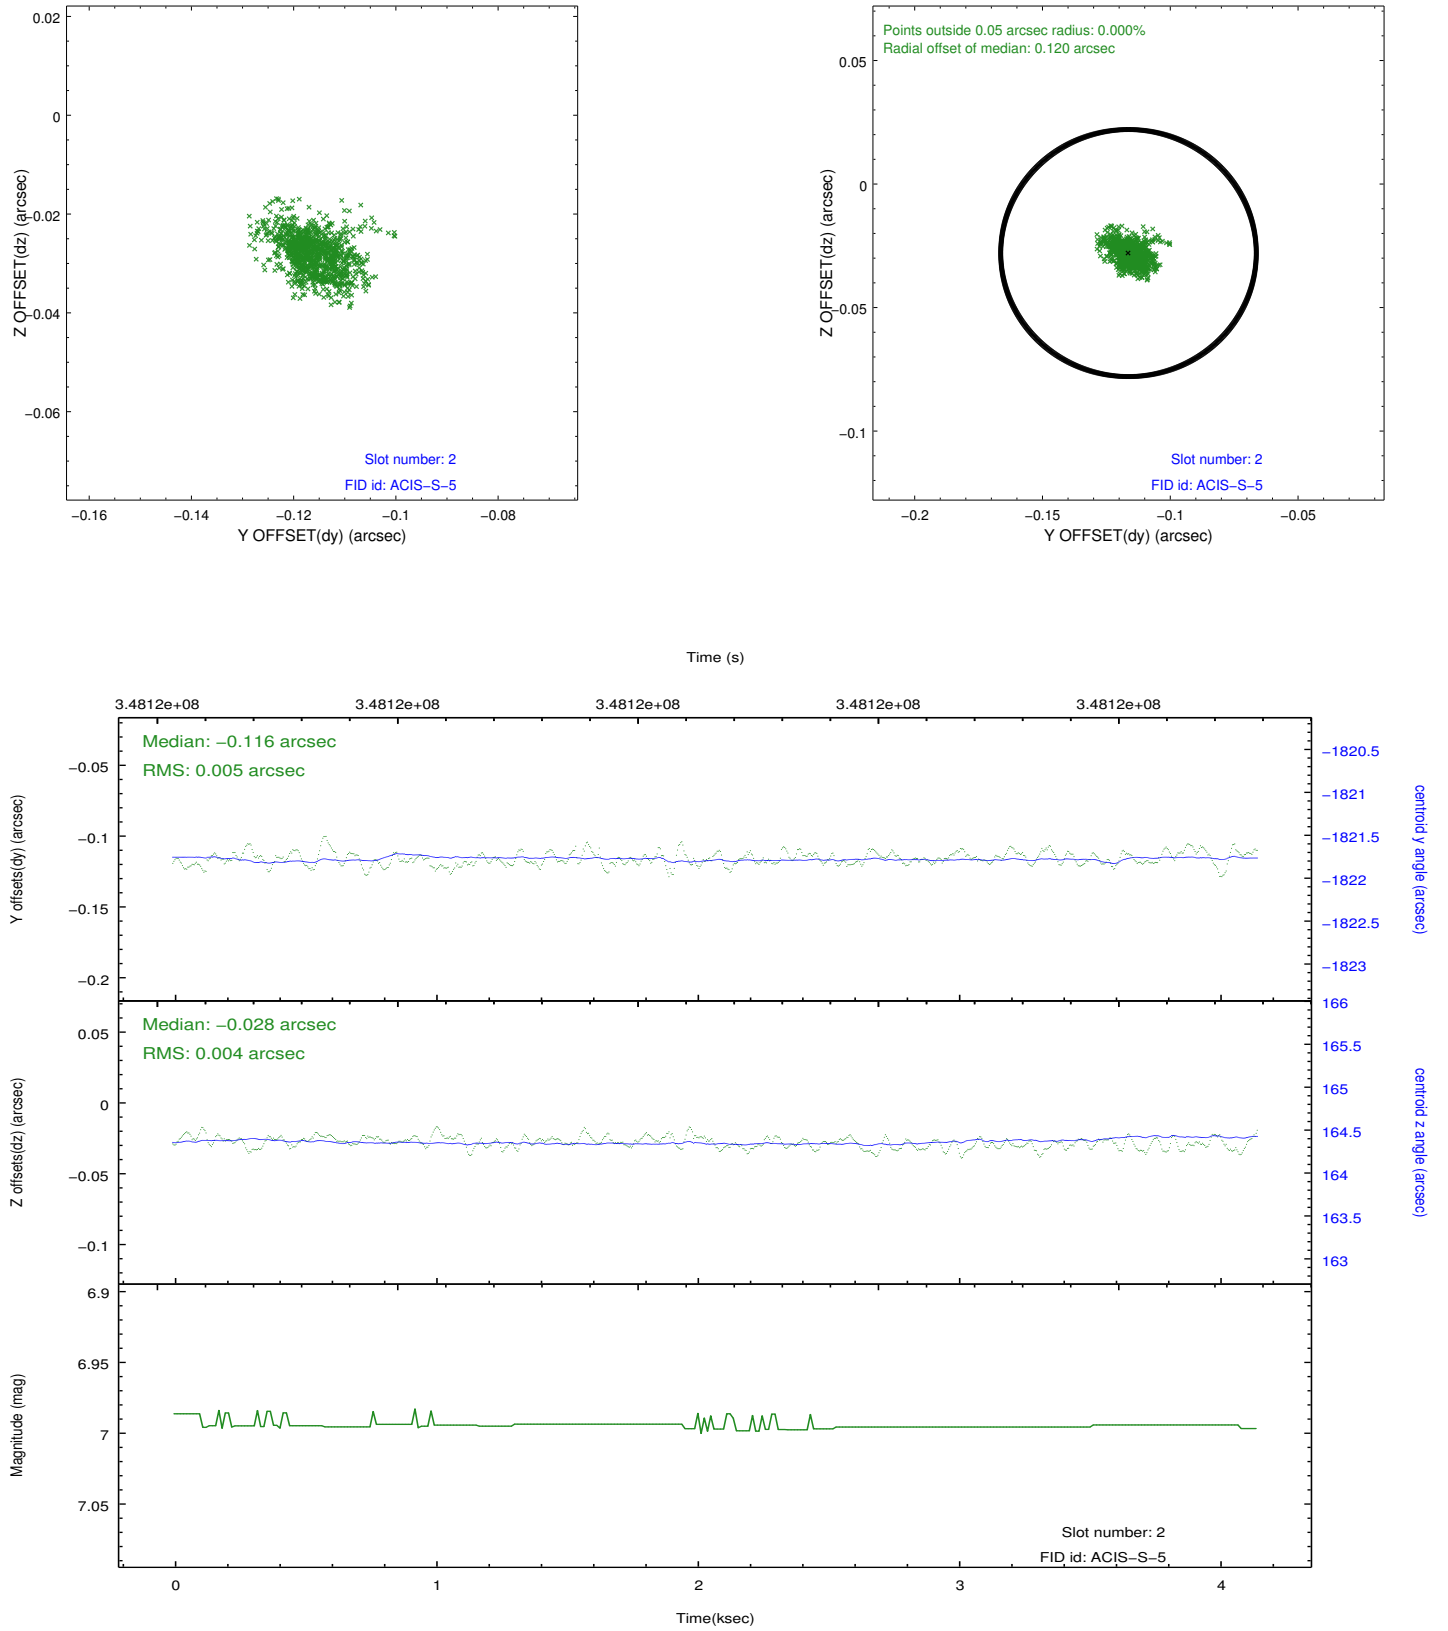 0.02
0
−0.02
−0.04
−0.06
Z OFFSET(dz) (arcsec)
Slot number: 2
FID id: ACIS−S−5
−0.16 −0.14 −0.12 −0.1 −0.08
Y OFFSET(dy) (arcsec)
Points outside 0.05 arcsec radius: 0.000%
Radial offset of median: 0.120 arcsec
0.05
0
−0.05
−0.1
Z OFFSET(dz) (arcsec)
Slot number: 2
FID id: ACIS−S−5
−0.2 −0.15 −0.1 −0.05
Y OFFSET(dy) (arcsec)
Time (s)
3.4812e+08 3.4812e+08 3.4812e+08 3.4812e+08 3.4812e+08
Median: −0.116 arcsec
RMS: 0.005 arcsec
−0.05
−0.1
−0.15
−0.2
Y offsets(dy) (arcsec)
−1820.5
−1821
−1821.5
−1822
−1822.5
−1823
centroid y angle (arcsec)
Median: −0.028 arcsec
RMS: 0.004 arcsec
0.05
0
−0.05
−0.1
Z offsets(dz) (arcsec)
166
165.5
165
164.5
164
163.5
163
centroid z angle (arcsec)
6.9
6.95
7
7.05
Magnitude (mag)
Slot number: 2
FID id: ACIS−S−5
0 1 2 3 4
Time(ksec)